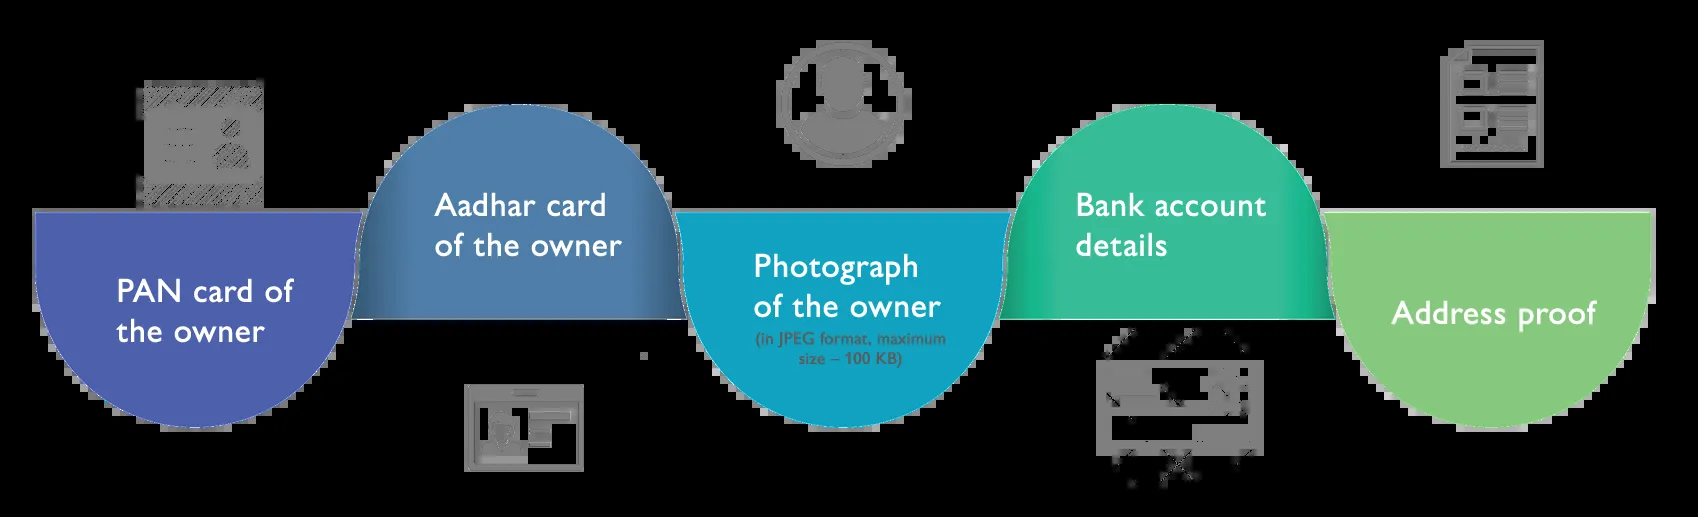 PAN card of
the owner
Aadhar card
of the owner
Photograph
of the owner
(in JPEG format, maximum
size – 100 KB)
Bank account
details
Address proof